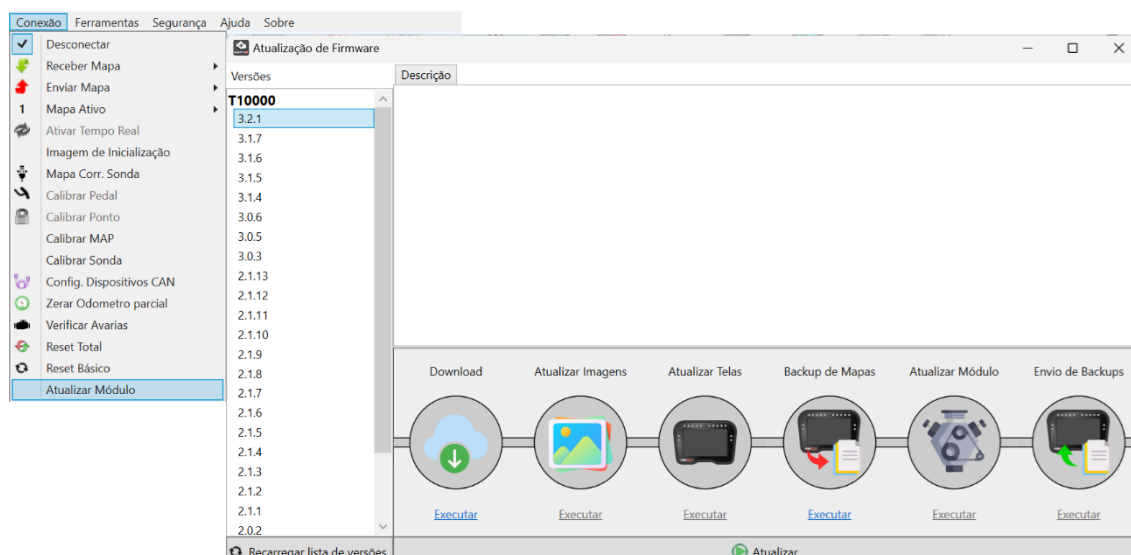 Conexão Ferramentas Segurança Ajuda Sobre
Desconectar
Receber Mapa
Enviar Mapa
1 Mapa Ativo
Ativar Tempo Real
Imagem de Inicialização
Mapa Corr. Sonda
Calibrar Pedal
Calibrar Ponto
Calibrar MAP
Calibrar Sonda
Config. Dispositivos CAN
Zerar Odometro parcial
Verificar Avarias
Reset Total
Reset Básico
Atualizar Módulo
Atualização de Firmware
Versões
Descrição
T10000
3.2.1
3.1.7
3.1.6
3.1.5
3.1.4
3.0.6
3.0.5
3.0.3
2.1.13
2.1.12
2.1.11
2.1.10
2.1.9
2.1.8
2.1.7
2.1.6
2.1.5
2.1.4
2.1.3
2.1.2
2.1.1
2.0.2
Download Atualizar Imagens Atualizar Telas Backup de Mapas Atualizar Módulo Envio de Backups
Executar Executar Executar Executar Executar Executar
Recarregar lista de versões
Atualizar